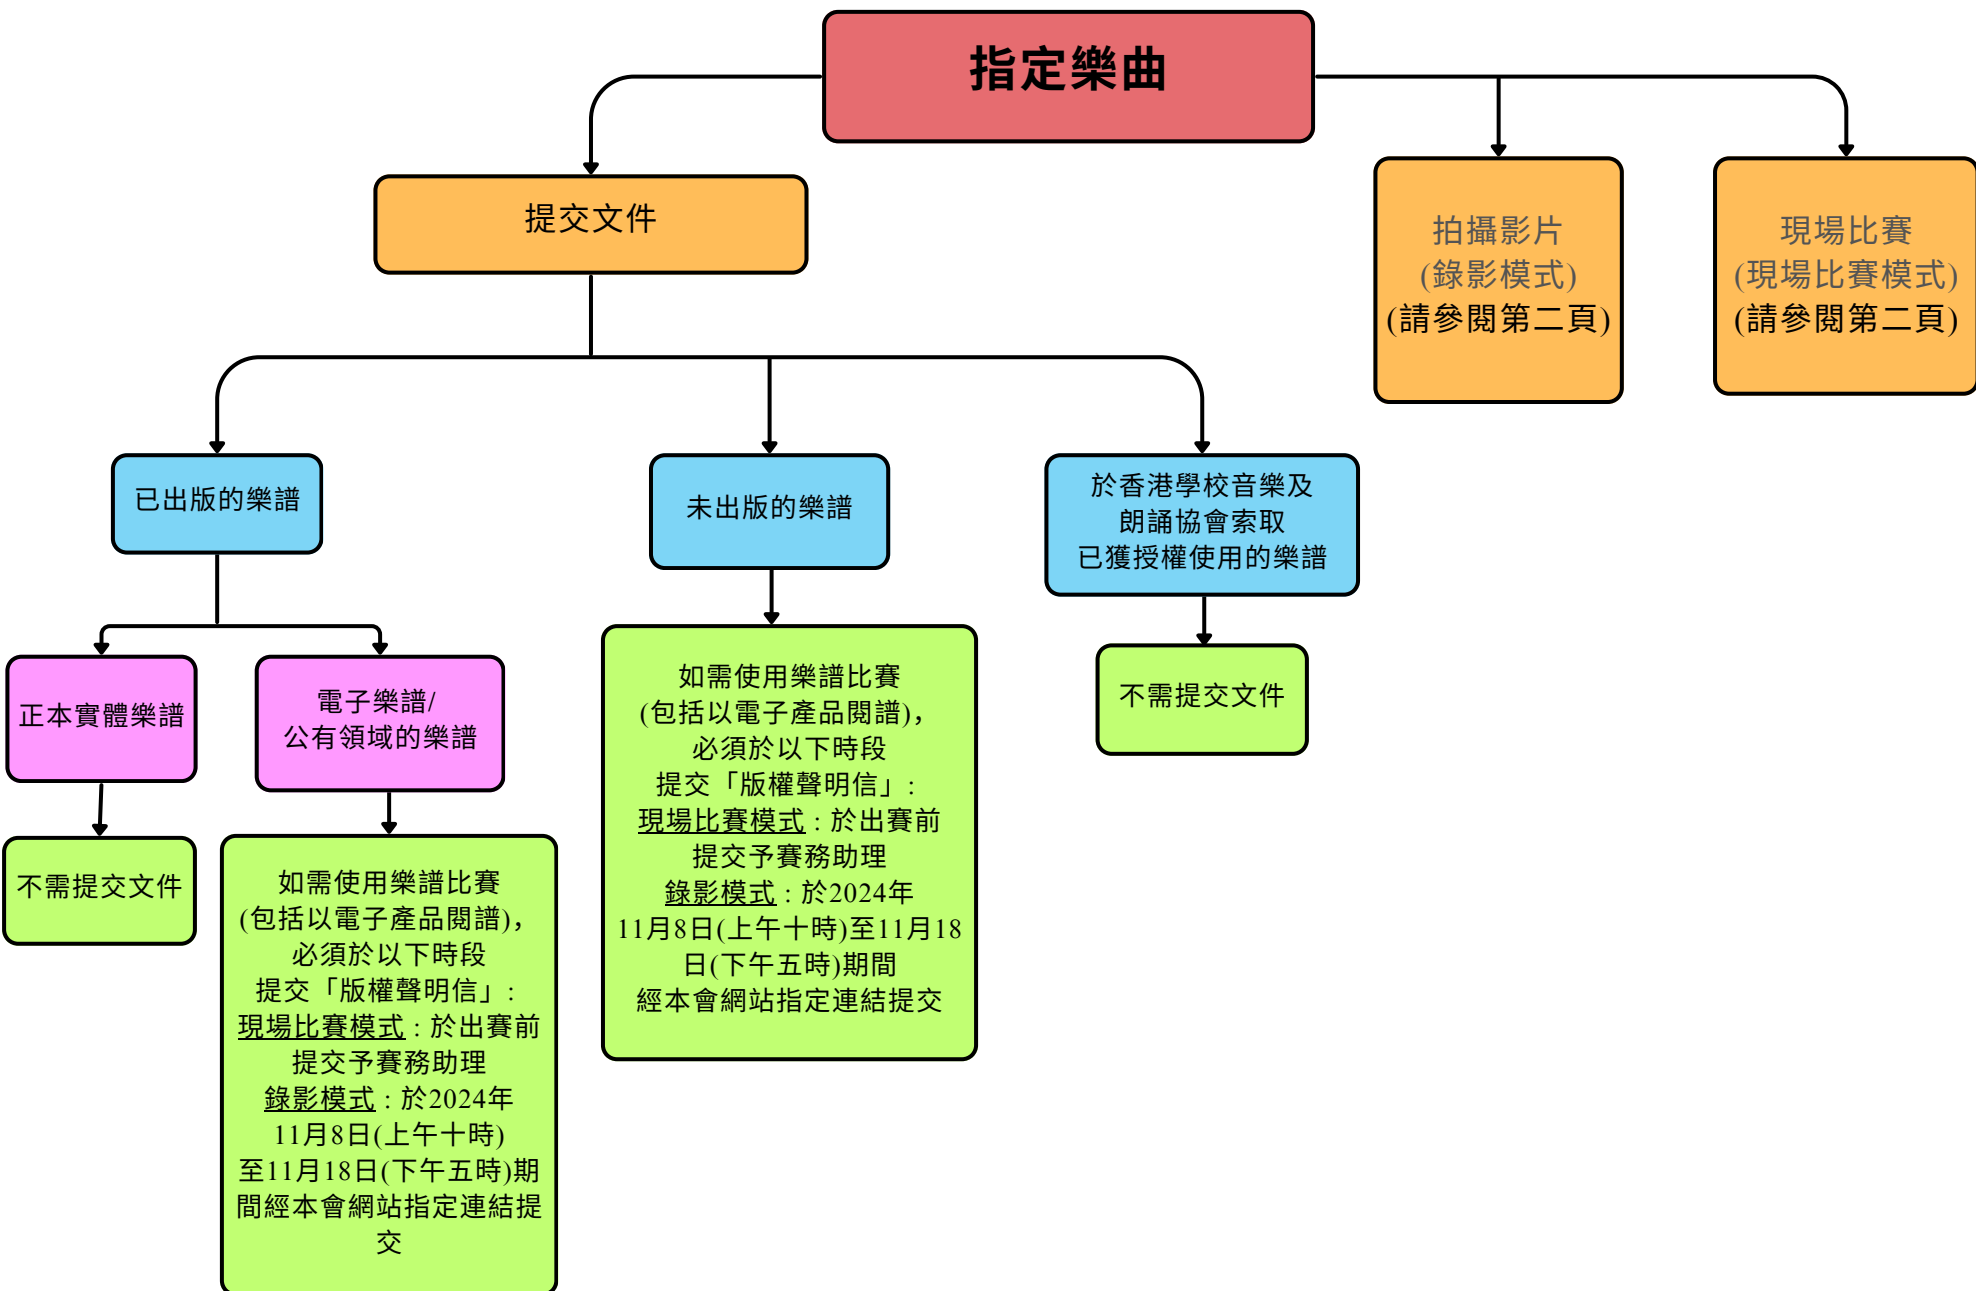 指定樂曲
提交文件
拍攝影片
(錄影模式)
(請參閱第二頁)
現場比賽
(現場比賽模式)
(請參閱第二頁)
已出版的樂譜
未出版的樂譜
於香港學校音樂及
朗誦協會索取
已獲授權使用的樂譜
正本實體樂譜
電子樂譜/
公有領域的樂譜
不需提交文件
如需使用樂譜比賽
(包括以電子產品閱譜)，
必須於以下時段
提交「版權聲明信」:
現場比賽模式 : 於出賽前
提交予賽務助理
錄影模式 : 於2024年
11月8日(上午十時)
至11月18日(下午五時)期
間經本會網站指定連結提
交
如需使用樂譜比賽
(包括以電子產品閱譜)，
必須於以下時段
提交「版權聲明信」:
現場比賽模式 : 於出賽前
提交予賽務助理
錄影模式 : 於2024年
11月8日(上午十時)至11月18
日(下午五時)期間
經本會網站指定連結提交
不需提交文件